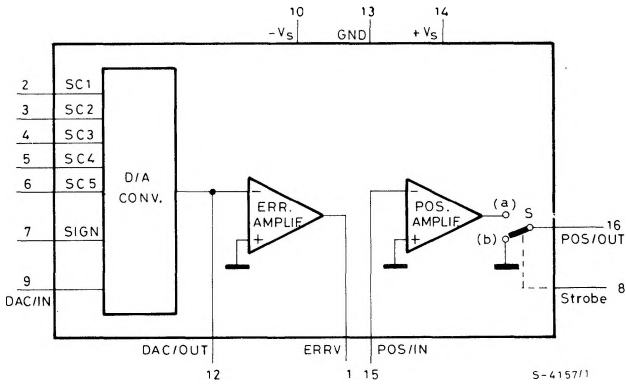 10 13 14
-VS GND +VS
2 SC1
3 SC2
4 SC3
5 SC4
6 SC5
7 SIGN
9
DAC/IN
D/A
CONV.
−
ERR.
AMPLIF.
+
−
POS.
AMPLIF
+
(a)
S
(b)
16
POS/OUT
8
Strobe
DAC/OUT ERRV POS/IN
12 1 15
S-4157/1